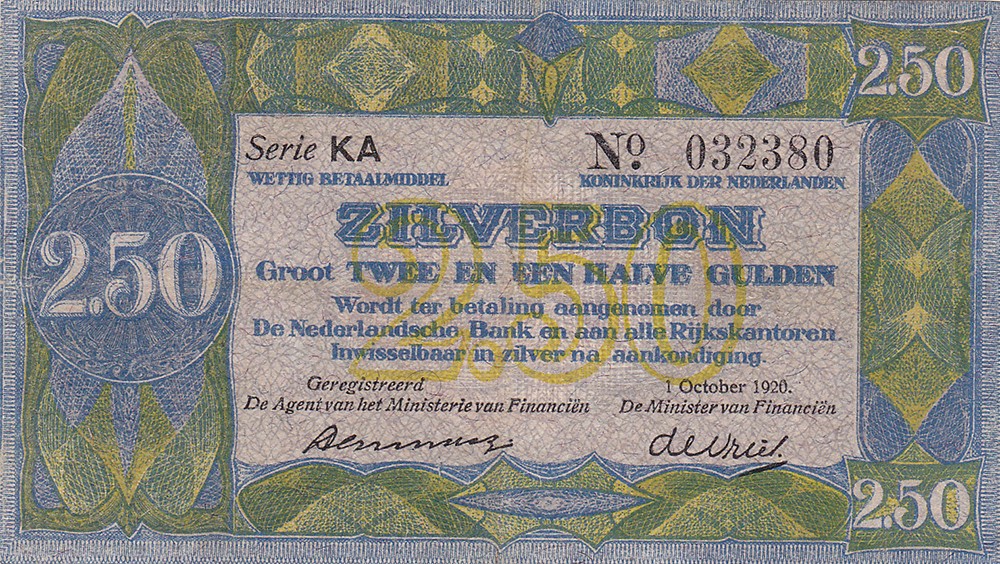 2.50
Serie KA
No. 032380
WETTIG BETAALMIDDEL
KONINKRIJK DER NEDERLANDEN
2.50
ZILVERBON
2.50
Groot TWEE EN EEN HALVE GULDEN
Wordt ter betaling aangenomen door
De Nederlandsche Bank en aan alle Rijkskantoren.
Inwisselbaar in zilver na aankondiging.
Geregistreerd
1 October 1920.
De Agent van het Ministerie van Financiën
De Minister van Financiën
de Vries.
2.50